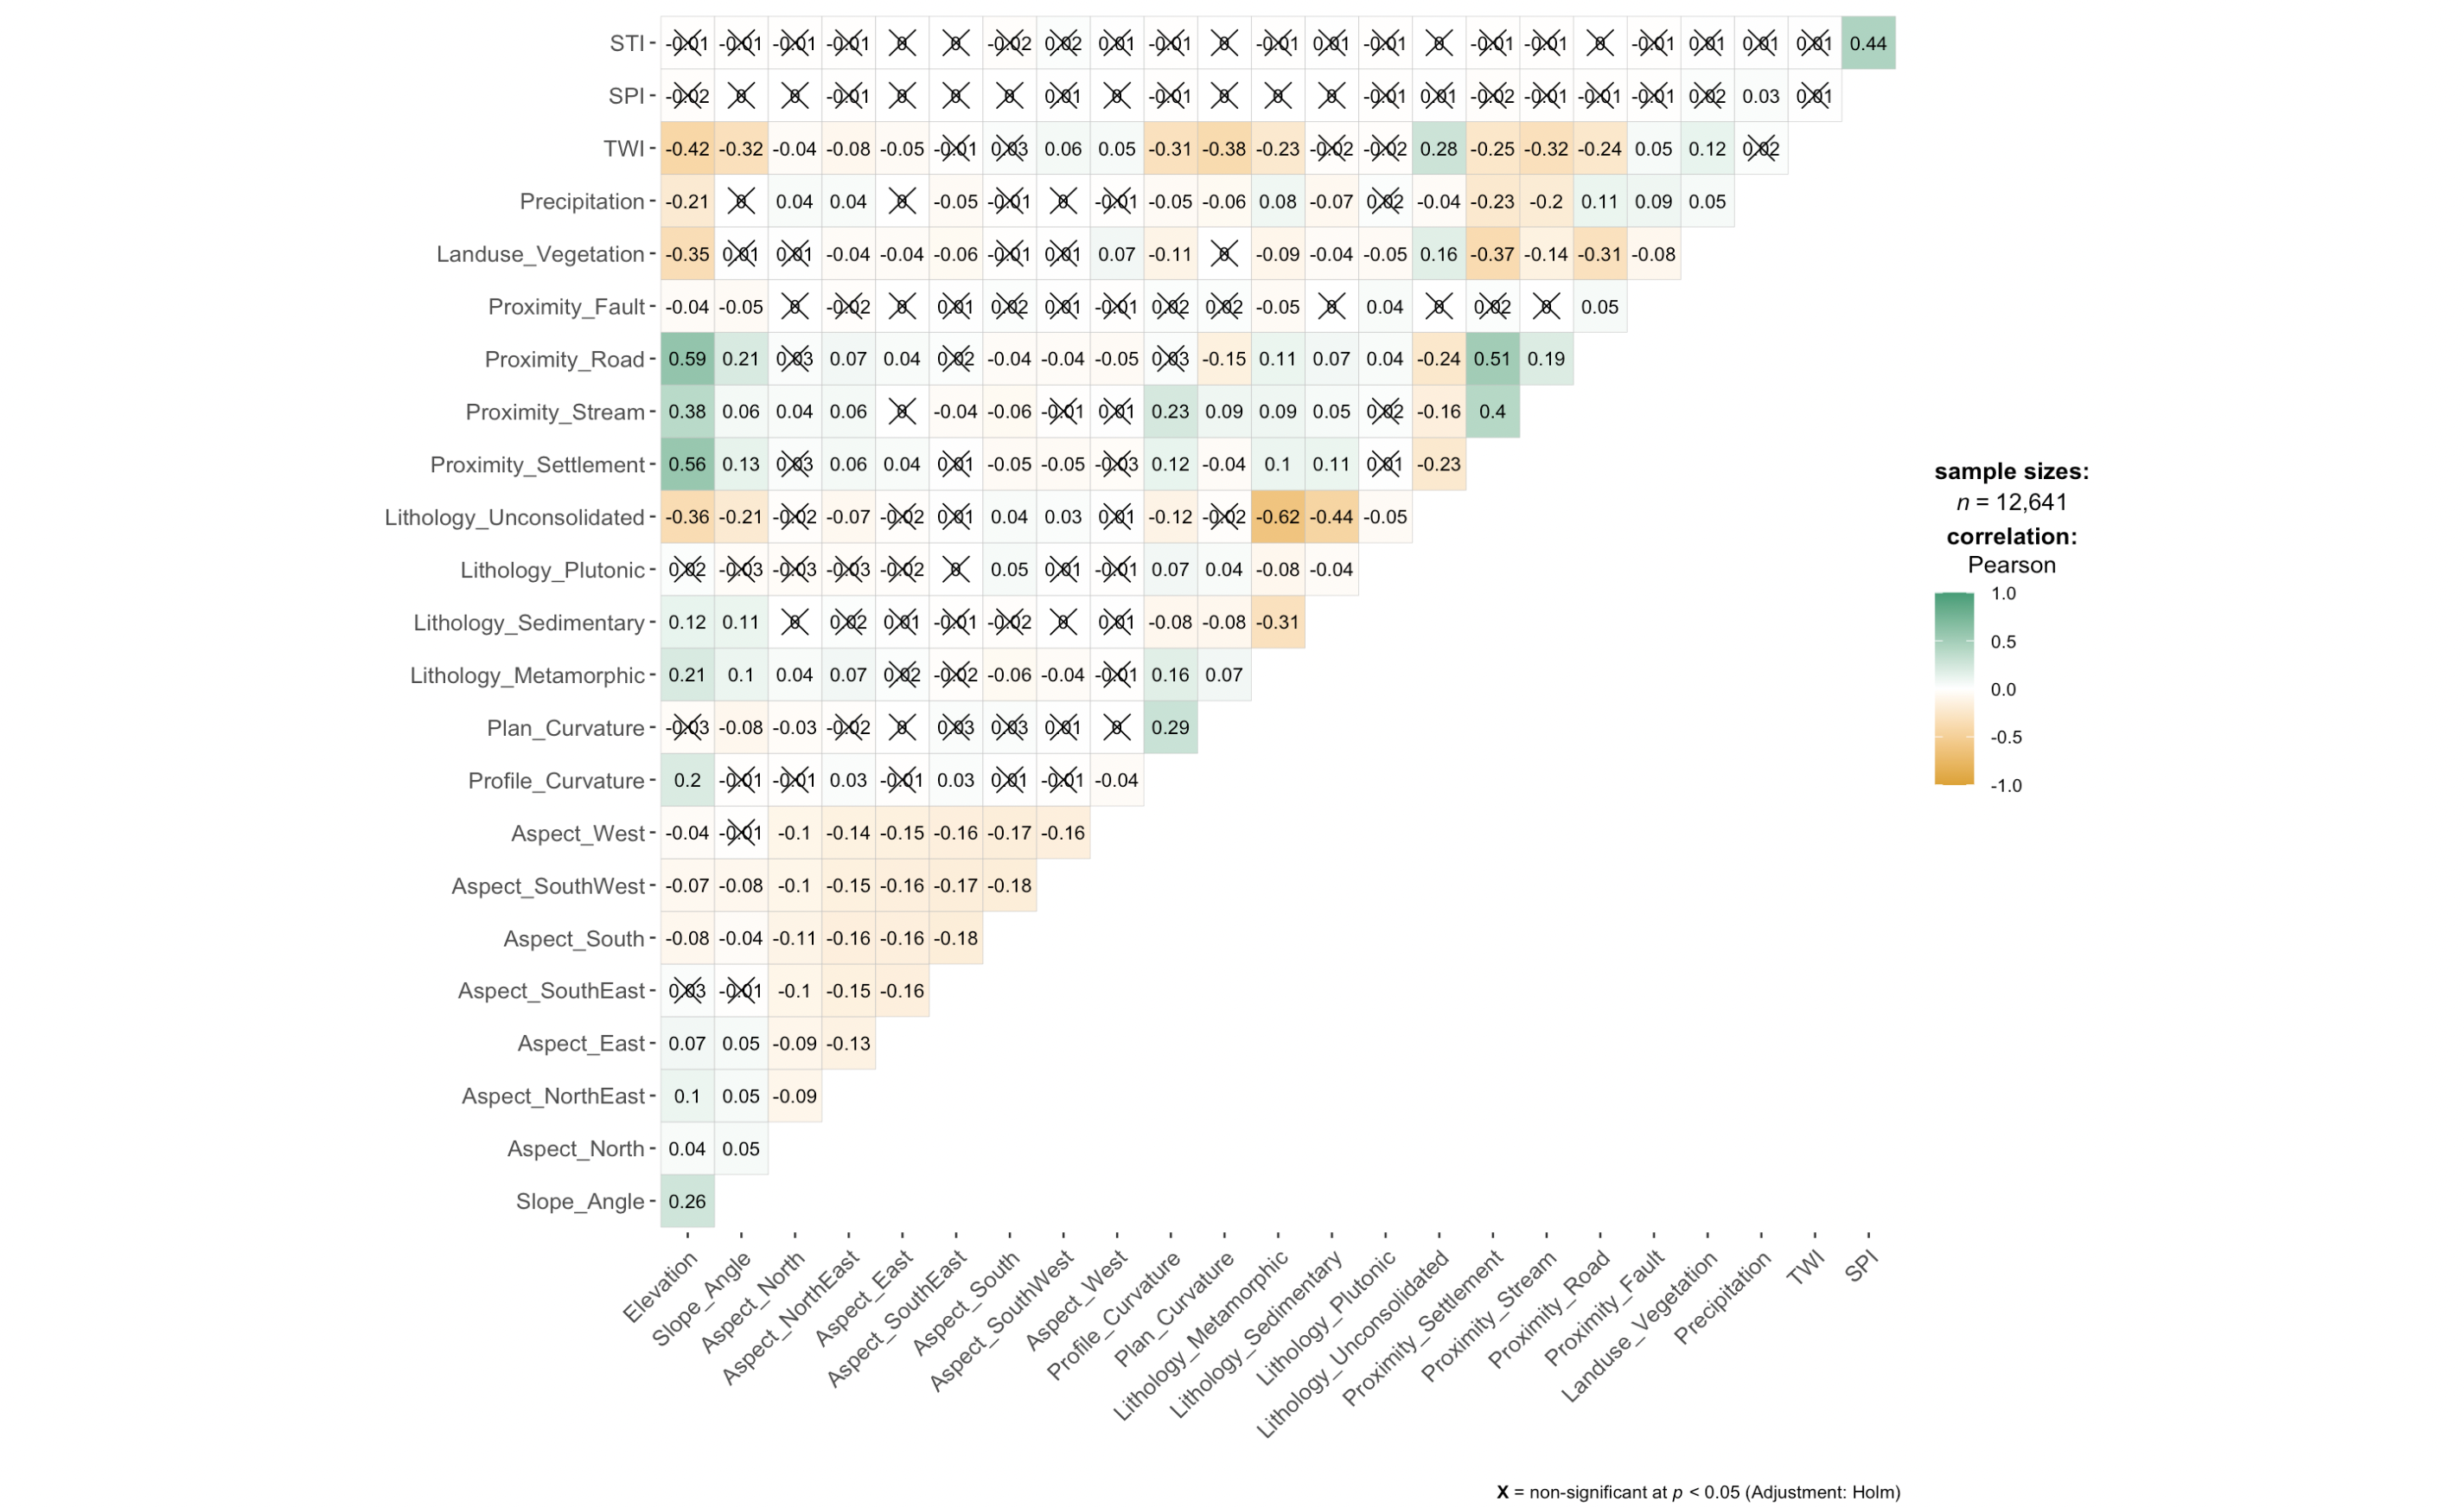 STI -0.01 -0.01 -0.01 -0.01 0 0 -0.02 0.02 0.01 -0.01 0 -0.01 0.01 -0.01 0 -0.01 -0.01 0 -0.01 0.01 0.01 0.01 0.44
SPI -0.02 0 0 -0.01 0 0 0 0.01 0 -0.01 0 0 0 -0.01 0.01 -0.02 -0.01 -0.01 -0.01 0.02 0.03 0.01
TWI -0.42 -0.32 -0.04 -0.08 -0.05 -0.01 0.03 0.06 0.05 -0.31 -0.38 -0.23 -0.02 -0.02 0.28 -0.25 -0.32 -0.24 0.05 0.12 0.02
Precipitation -0.21 0 0.04 0.04 0 -0.05 -0.01 0 -0.01 -0.05 -0.06 0.08 -0.07 0.02 -0.04 -0.23 -0.2 0.11 0.09 0.05
Landuse_Vegetation -0.35 0.01 0.01 -0.04 -0.04 -0.06 -0.01 0.01 0.07 -0.11 0 -0.09 -0.04 -0.05 0.16 -0.37 -0.14 -0.31 -0.08
Proximity_Fault -0.04 -0.05 0 -0.02 0 0.01 0.02 0.01 -0.01 0.02 0.02 -0.05 0 0.04 0 0.02 0 0.05
Proximity_Road 0.59 0.21 0.03 0.07 0.04 0.02 -0.04 -0.04 -0.05 0.03 -0.15 0.11 0.07 0.04 -0.24 0.51 0.19
Proximity_Stream 0.38 0.06 0.04 0.06 0 -0.04 -0.06 -0.01 0.01 0.23 0.09 0.09 0.05 0.02 -0.16 0.4
Proximity_Settlement 0.56 0.13 0.03 0.06 0.04 0.01 -0.05 -0.05 -0.03 0.12 -0.04 0.1 0.11 0.01 -0.23
Lithology_Unconsolidated -0.36 -0.21 -0.02 -0.07 -0.02 0.01 0.04 0.03 0.01 -0.12 -0.02 -0.62 -0.44 -0.05
Lithology_Plutonic 0.02 -0.03 -0.03 -0.03 -0.02 0 0.05 0.01 -0.01 0.07 0.04 -0.08 -0.04
Lithology_Sedimentary 0.12 0.11 0 0.02 0.01 -0.01 -0.02 0 0.01 -0.08 -0.08 -0.31
Lithology_Metamorphic 0.21 0.1 0.04 0.07 0.02 -0.02 -0.06 -0.04 -0.01 0.16 0.07
Plan_Curvature -0.03 -0.08 -0.03 -0.02 0 0.03 0.03 0.01 0 0.29
Profile_Curvature 0.2 -0.01 -0.01 0.03 -0.01 0.03 0.01 -0.01 -0.04
Aspect_West -0.04 -0.01 -0.1 -0.14 -0.15 -0.16 -0.17 -0.16
Aspect_SouthWest -0.07 -0.08 -0.1 -0.15 -0.16 -0.17 -0.18
Aspect_South -0.08 -0.04 -0.11 -0.16 -0.16 -0.18
Aspect_SouthEast 0.03 -0.01 -0.1 -0.15 -0.16
Aspect_East 0.07 0.05 -0.09 -0.13
Aspect_NorthEast 0.1 0.05 -0.09
Aspect_North 0.04 0.05
Slope_Angle 0.26
Elevation
Slope_Angle
Aspect_North
Aspect_NorthEast
Aspect_East
Aspect_SouthEast
Aspect_South
Aspect_SouthWest
Aspect_West
Profile_Curvature
Plan_Curvature
Lithology_Metamorphic
Lithology_Sedimentary
Lithology_Plutonic
Lithology_Unconsolidated
Proximity_Settlement
Proximity_Stream
Proximity_Road
Proximity_Fault
Landuse_Vegetation
Precipitation
TWI
SPI
sample sizes:
n = 12,641
correlation:
Pearson
1.0
0.5
0.0
-0.5
-1.0
X = non-significant at p < 0.05 (Adjustment: Holm)